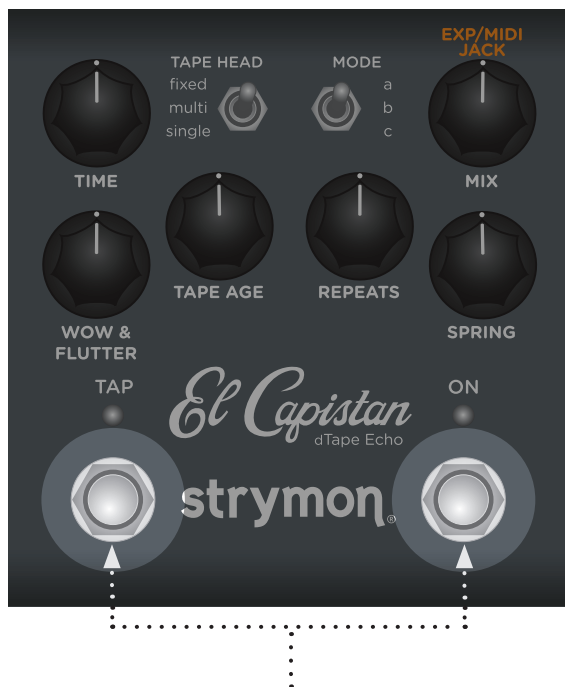 EXP/MIDI
JACK
TAPE HEAD
MODE
fixed
multi
single
a
b
c
TIME
MIX
TAPE AGE
REPEATS
WOW &
FLUTTER
SPRING
TAP
ON
El Capistan
dTape Echo
strymon®